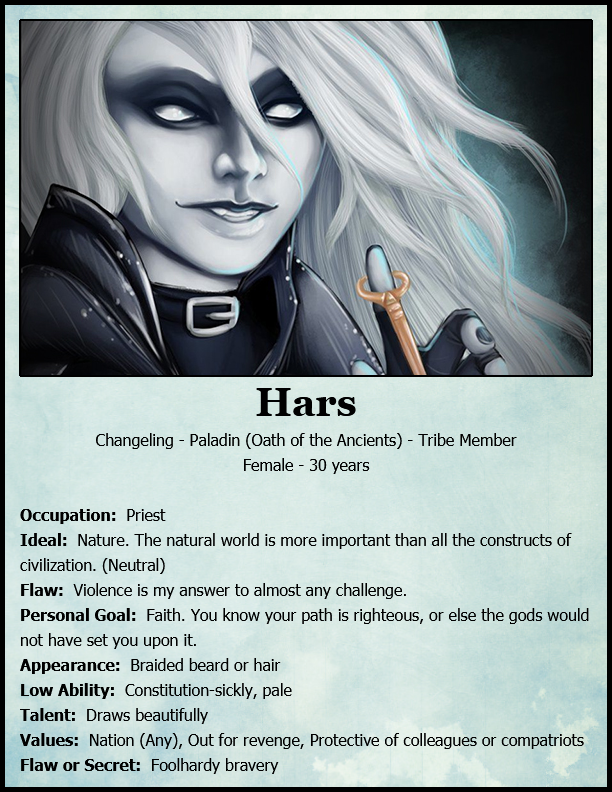 Hars
Changeling - Paladin (Oath of the Ancients) - Tribe Member
Female - 30 years
Occupation: Priest
Ideal: Nature. The natural world is more important than all the constructs of
civilization. (Neutral)
Flaw: Violence is my answer to almost any challenge.
Personal Goal: Faith. You know your path is righteous, or else the gods would
not have set you upon it.
Appearance: Braided beard or hair
Low Ability: Constitution-sickly, pale
Talent: Draws beautifully
Values: Nation (Any), Out for revenge, Protective of colleagues or compatriots
Flaw or Secret: Foolhardy bravery